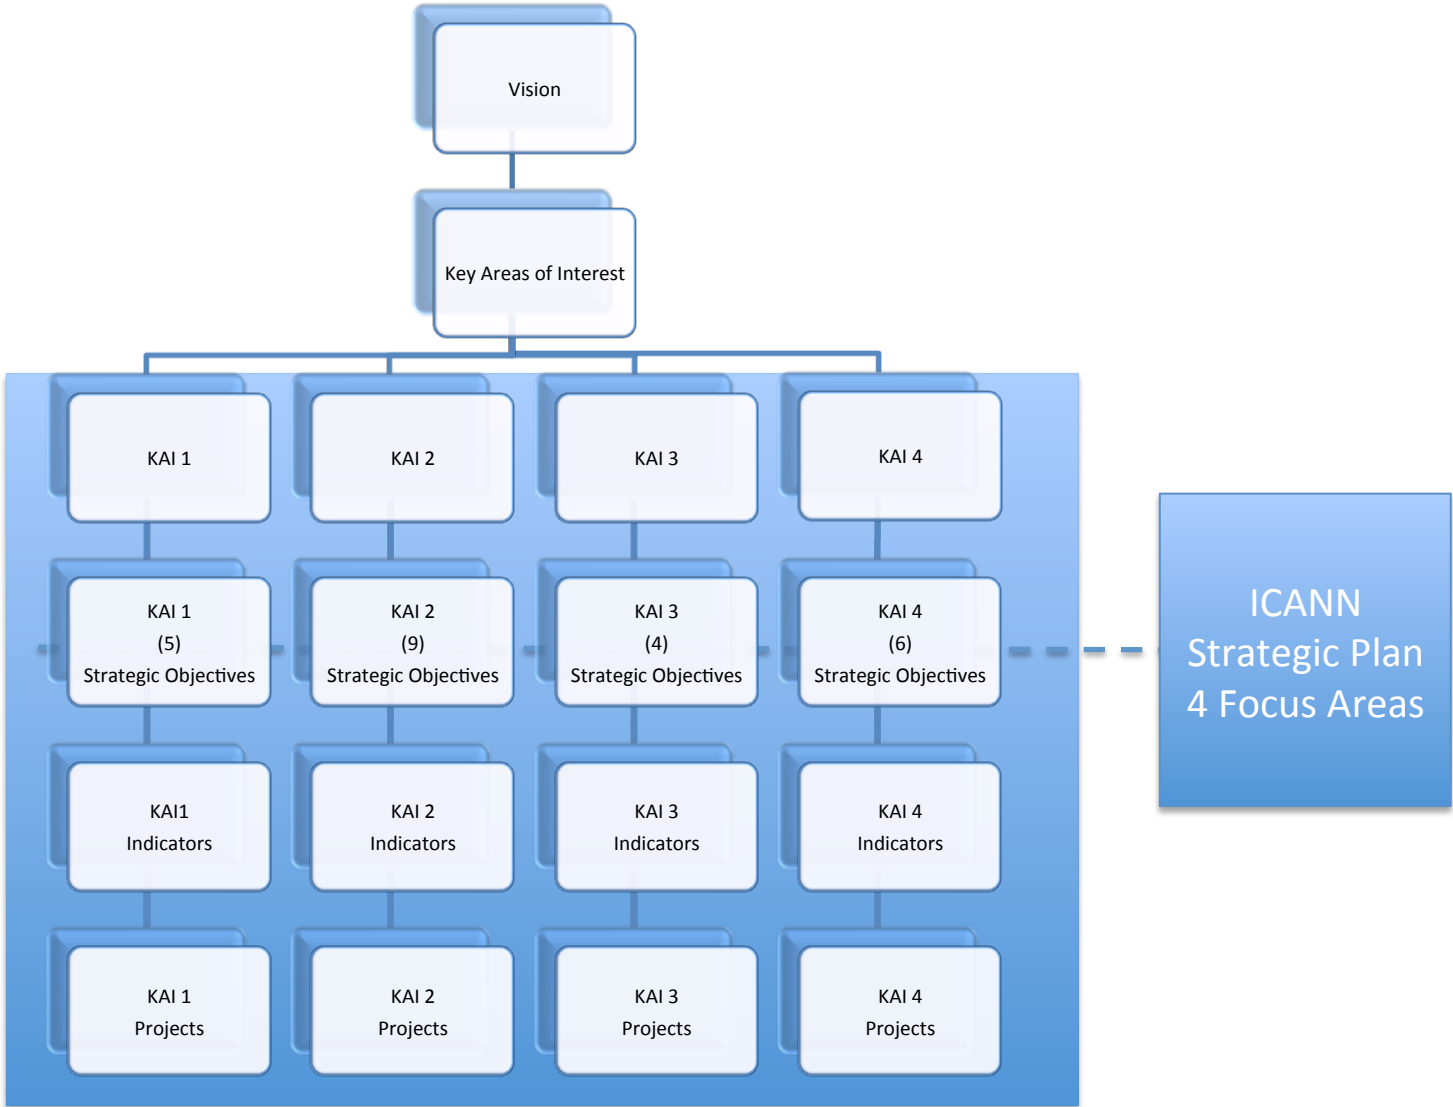 Vision
Key Areas of Interest
KAI 1
KAI 2
KAI 3
KAI 4
KAI 1
(5)
Strategic Objectives
KAI 2
(9)
Strategic Objectives
KAI 3
(4)
Strategic Objectives
KAI 4
(6)
Strategic Objectives
ICANN
Strategic Plan
4 Focus Areas
KAI1
Indicators
KAI 2
Indicators
KAI 3
Indicators
KAI 4
Indicators
KAI 1
Projects
KAI 2
Projects
KAI 3
Projects
KAI 4
Projects